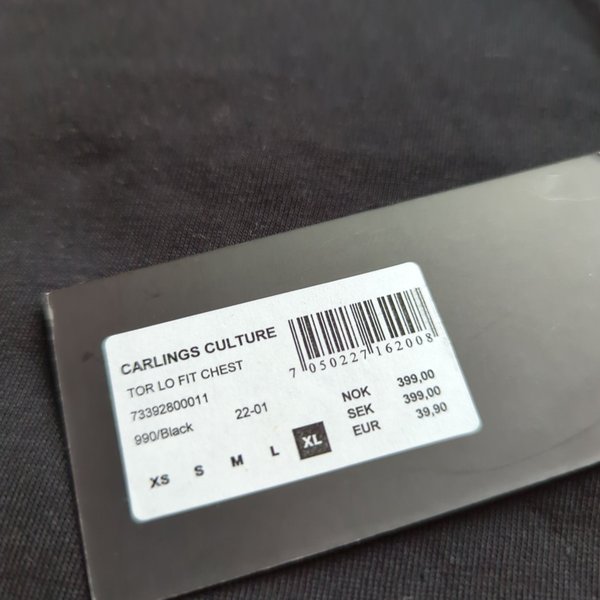 CARLINGS CULTURE
TOR LO FIT CHEST
73392800011
990/Black 22-01
7 050227 162008
NOK 399,00
SEK 399,00
EUR 39,90
XS S M L XL